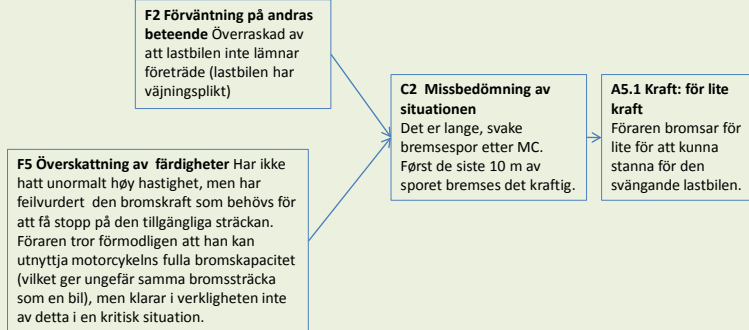 F2 Förväntning på andras
beteende Överraskad av
att lastbilen inte lämnar
företräde (lastbilen har
väjningsplikt)
F5 Överskattning av färdigheter Har ikke
hatt unormalt høy hastighet, men har
feilvurdert den bromskraft som behövs för
att få stopp på den tillgängliga sträckan.
Föraren tror förmodligen att han kan
utnyttja motorcykelns fulla bromskapacitet
(vilket ger ungefär samma bromssträcka
som en bil), men klarar i verkligheten inte
av detta i en kritisk situation.
C2 Missbedömning av
situationen
Det er lange, svake
bremsespor etter MC.
Først de siste 10 m av
sporet bremses det kraftig.
A5.1 Kraft: för lite
kraft
Föraren bromsar för
lite för att kunna
stanna för den
svängande lastbilen.